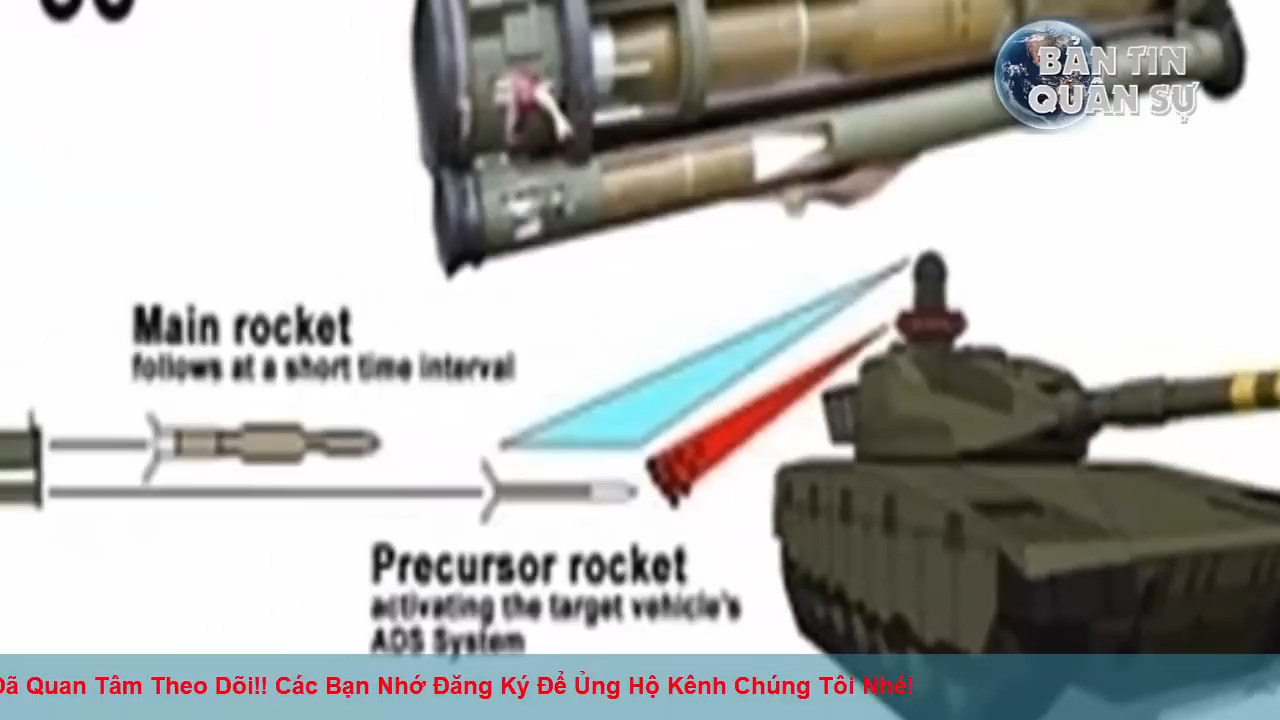 BẢN TIN
QUÂN SỰ
Main rocket
follows at a short time interval
Precursor rocket
activating the target vehicle's
ADS System
Đã Quan Tâm Theo Dõi!! Các Bạn Nhớ Đăng Ký Để Ủng Hộ Kênh Chúng Tôi Nhé!